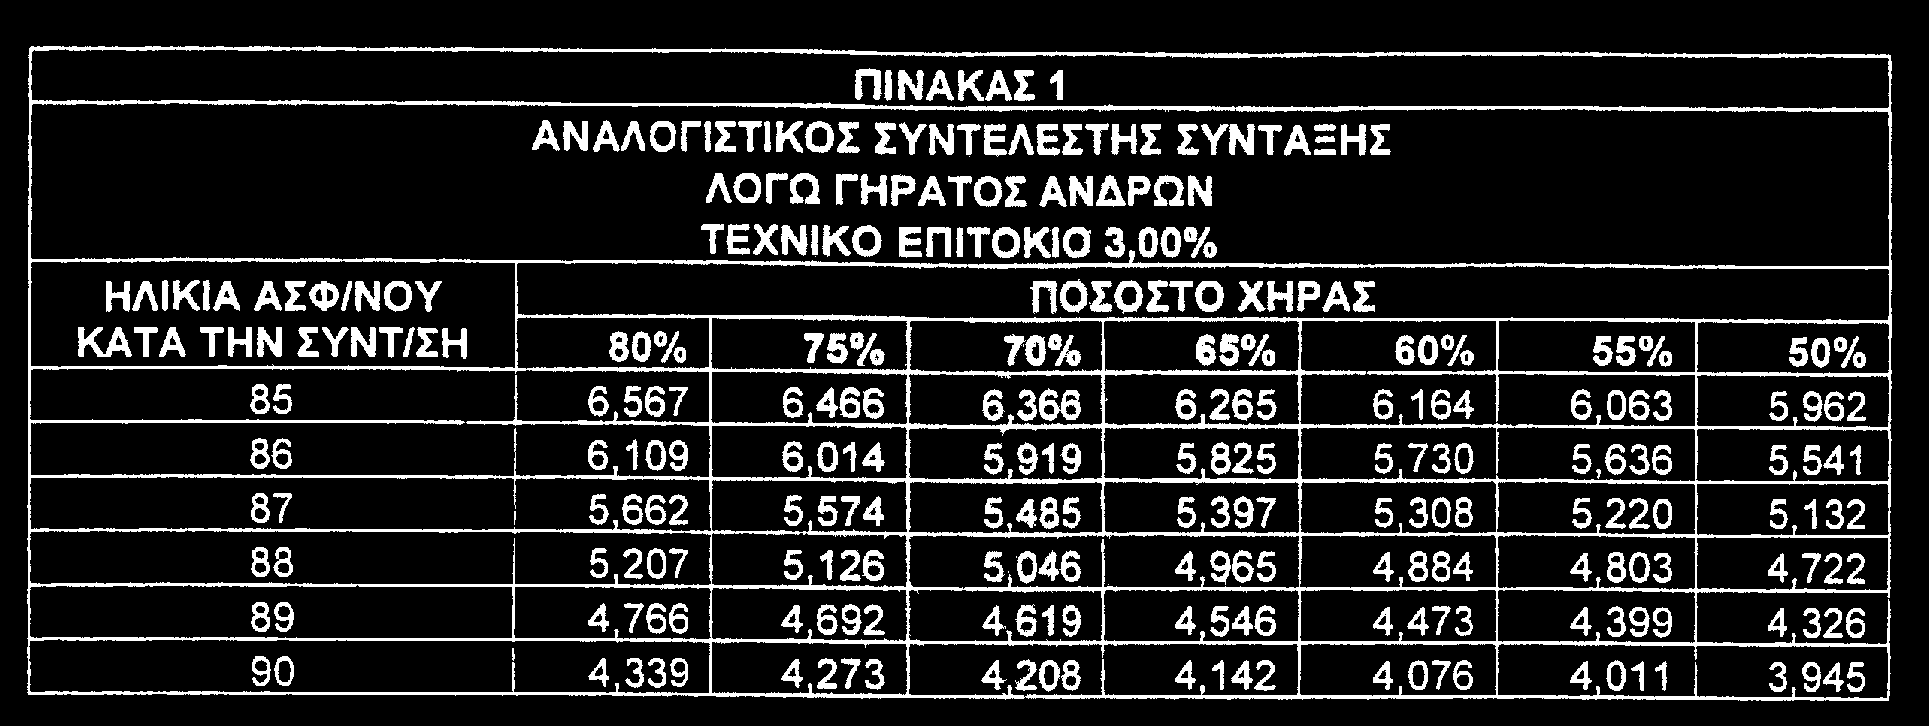 ΠΙΝΑΚΑΣ 1
ΑΝΑΛΟΓΙΣΤΙΚΟΣ ΣΥΝΤΕΛΕΣΤΗΣ ΣΥΝΤΑΞΗΣ
ΛΟΓΩ ΓΗΡΑΤΟΣ ΑΝΔΡΩΝ
ΤΕΧΝΙΚΟ ΕΠΙΤΟΚΙΟ 3,00%
ΗΛΙΚΙΑ ΑΣΦ/ΝΟΥ ΠΟΣΟΣΤΟ ΧΗΡΑΣ
ΚΑΤΑ ΤΗΝ ΣΥΝΤ/ΣΗ 80% 75% 70% 65% 60% 55% 50%
85 6,567 6,466 6,366 6,265 6,164 6,063 5,962
86 6,109 6,014 5,919 5,825 5,730 5,636 5,541
87 5,662 5,574 5,485 5,397 5,308 5,220 5,132
88 5,207 5,126 5,046 4,965 4,884 4,803 4,722
89 4,766 4,692 4,619 4,546 4,473 4,399 4,326
90 4,339 4,273 4,208 4,142 4,076 4,011 3,945